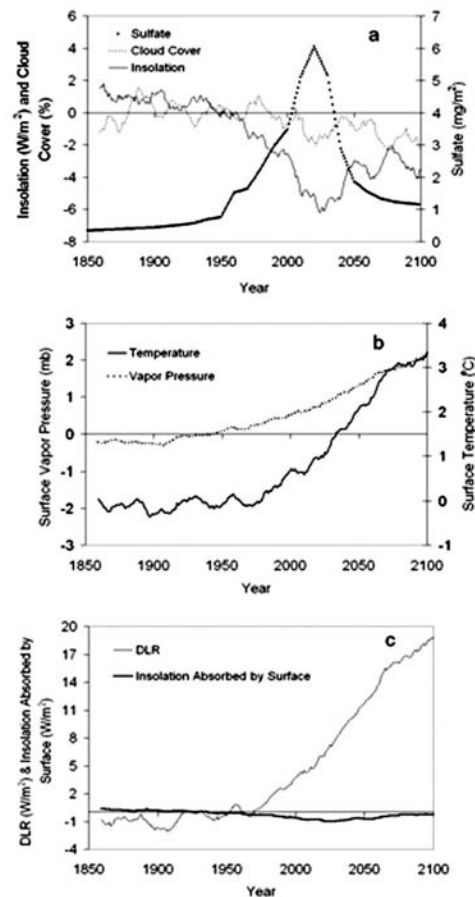 a
Sulfate
Cloud Cover
Insolation
Insolation (W/m²) and Cloud
Cover (%)
6
4
2
0
-2
-4
-6
-8
Sulfate (mg/m²)
7
6
5
4
3
2
1
0
1850 1900 1950 2000 2050 2100
Year
b
Temperature
Vapor Pressure
Surface Vapor Pressure (mb)
3
2
1
0
-1
-2
-3
Surface Temperature °C)
4
3
2
1
0
-1
1850 1900 1950 2000 2050 2100
Year
c
DLR
Insolation Absorbed by Surface
DLR (W/m²) & Insolation Absorbed by
Surface (W/m²)
20
17
14
11
8
5
2
-1
-4
1850 1900 1950 2000 2050 2100
Year